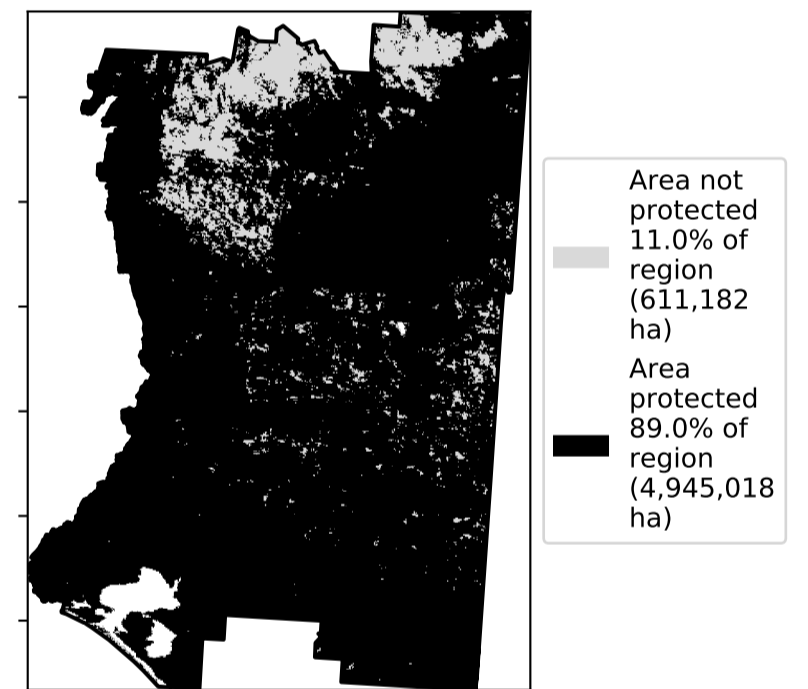 Area not
protected
11.0% of
region
(611,182
ha)
Area
protected
89.0% of
region
(4,945,018
ha)